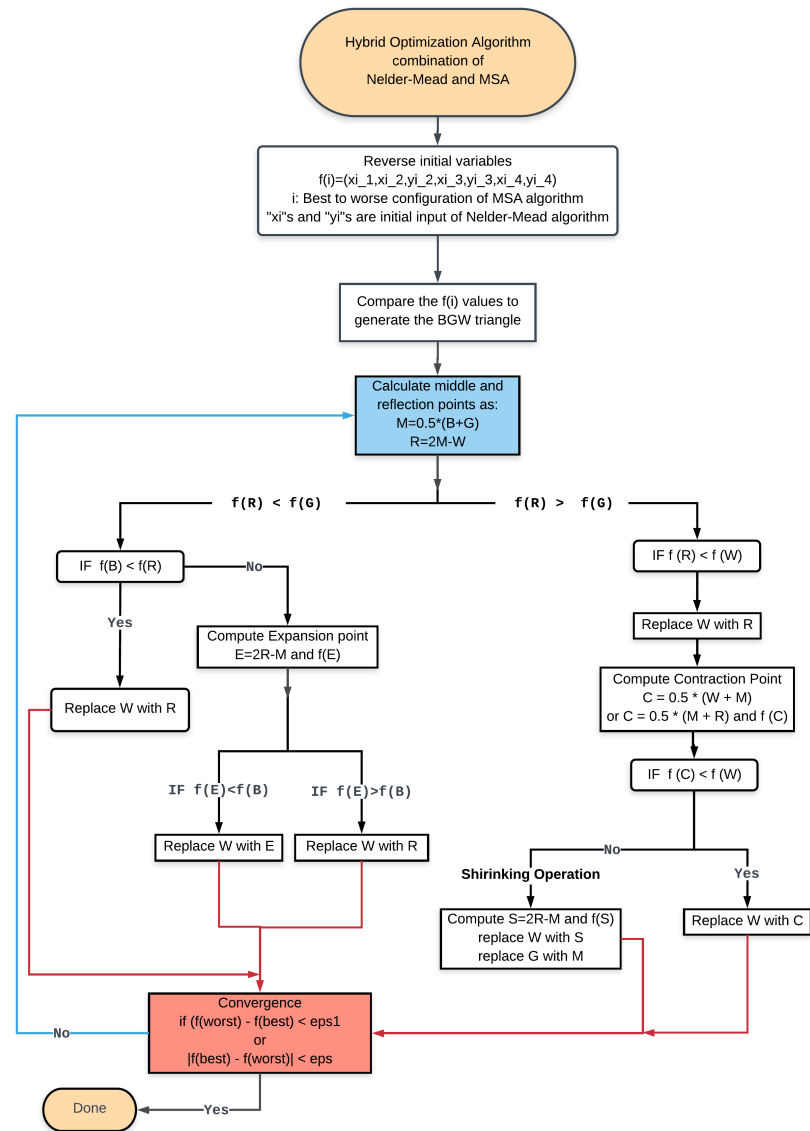 Hybrid Optimization Algorithm
combination of
Nelder-Mead and MSA
Reverse initial variables
f(i)=(xi_1,xi_2,yi_2,xi_3,yi_3,xi_4,yi_4)
i: Best to worse configuration of MSA algorithm
"xi"s and "yi"s are initial input of Nelder-Mead algorithm
Compare the f(i) values to
generate the BGW triangle
Calculate middle and
reflection points as:
M=0.5*(B+G)
R=2M-W
f(R) < f(G)
f(R) > f(G)
IF f(B) < f(R)
No
Yes
Compute Expansion point
E=2R-M and f(E)
Replace W with R
IF f(E)<f(B)
IF f(E)>f(B)
Replace W with E
Replace W with R
IF f (R) < f (W)
Replace W with R
Compute Contraction Point
C = 0.5 * (W + M)
or C = 0.5 * (M + R) and f (C)
IF f (C) < f (W)
No
Yes
Shirinking Operation
Compute S=2R-M and f(S)
replace W with S
replace G with M
Replace W with C
Convergence
if (f(worst) - f(best) < eps1
or
|f(best) - f(worst)| < eps
No
Yes
Done